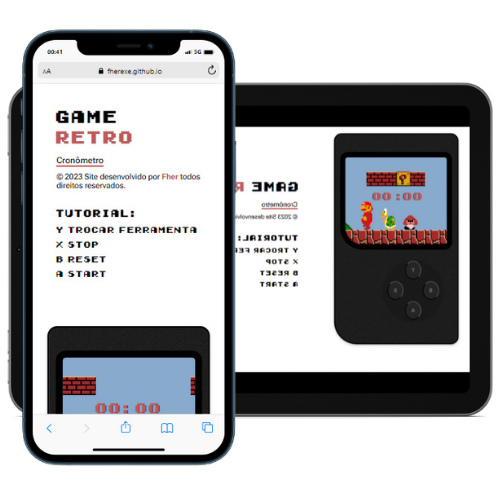 00:41
5G
AA
fherexe.github.io
GAME
RETRO
Cronômetro
© 2023 Site desenvolvido por Fher todos
direitos reservados.
TUTORIAL:
Y TROCAR FERRAMENTA
X STOP
B RESET
A START
00:00
GAME R
Cronômetro
© 2023 Site desenvolvi
TUTORIAL:
Y TROCAR FER
X STOP
B RESET
A START
?
00:00
Y
X
B
A